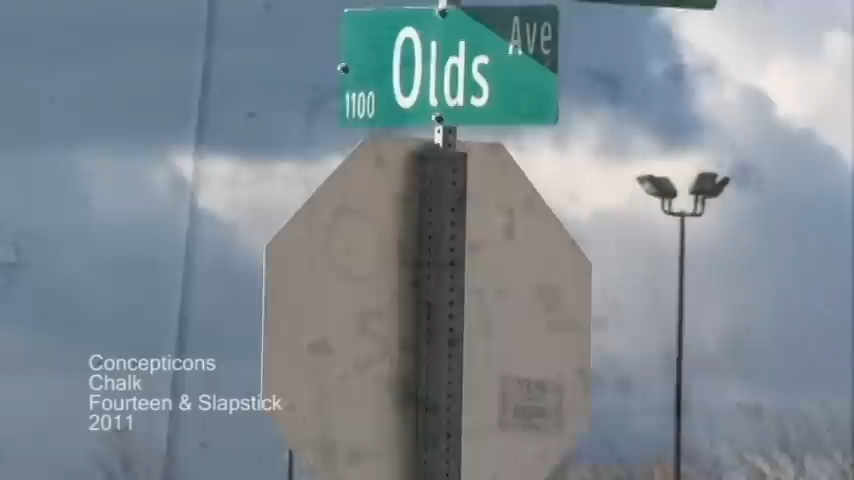 Olds Ave
1100
Concepticons
Chalk
Fourteen & Slapstick
2011